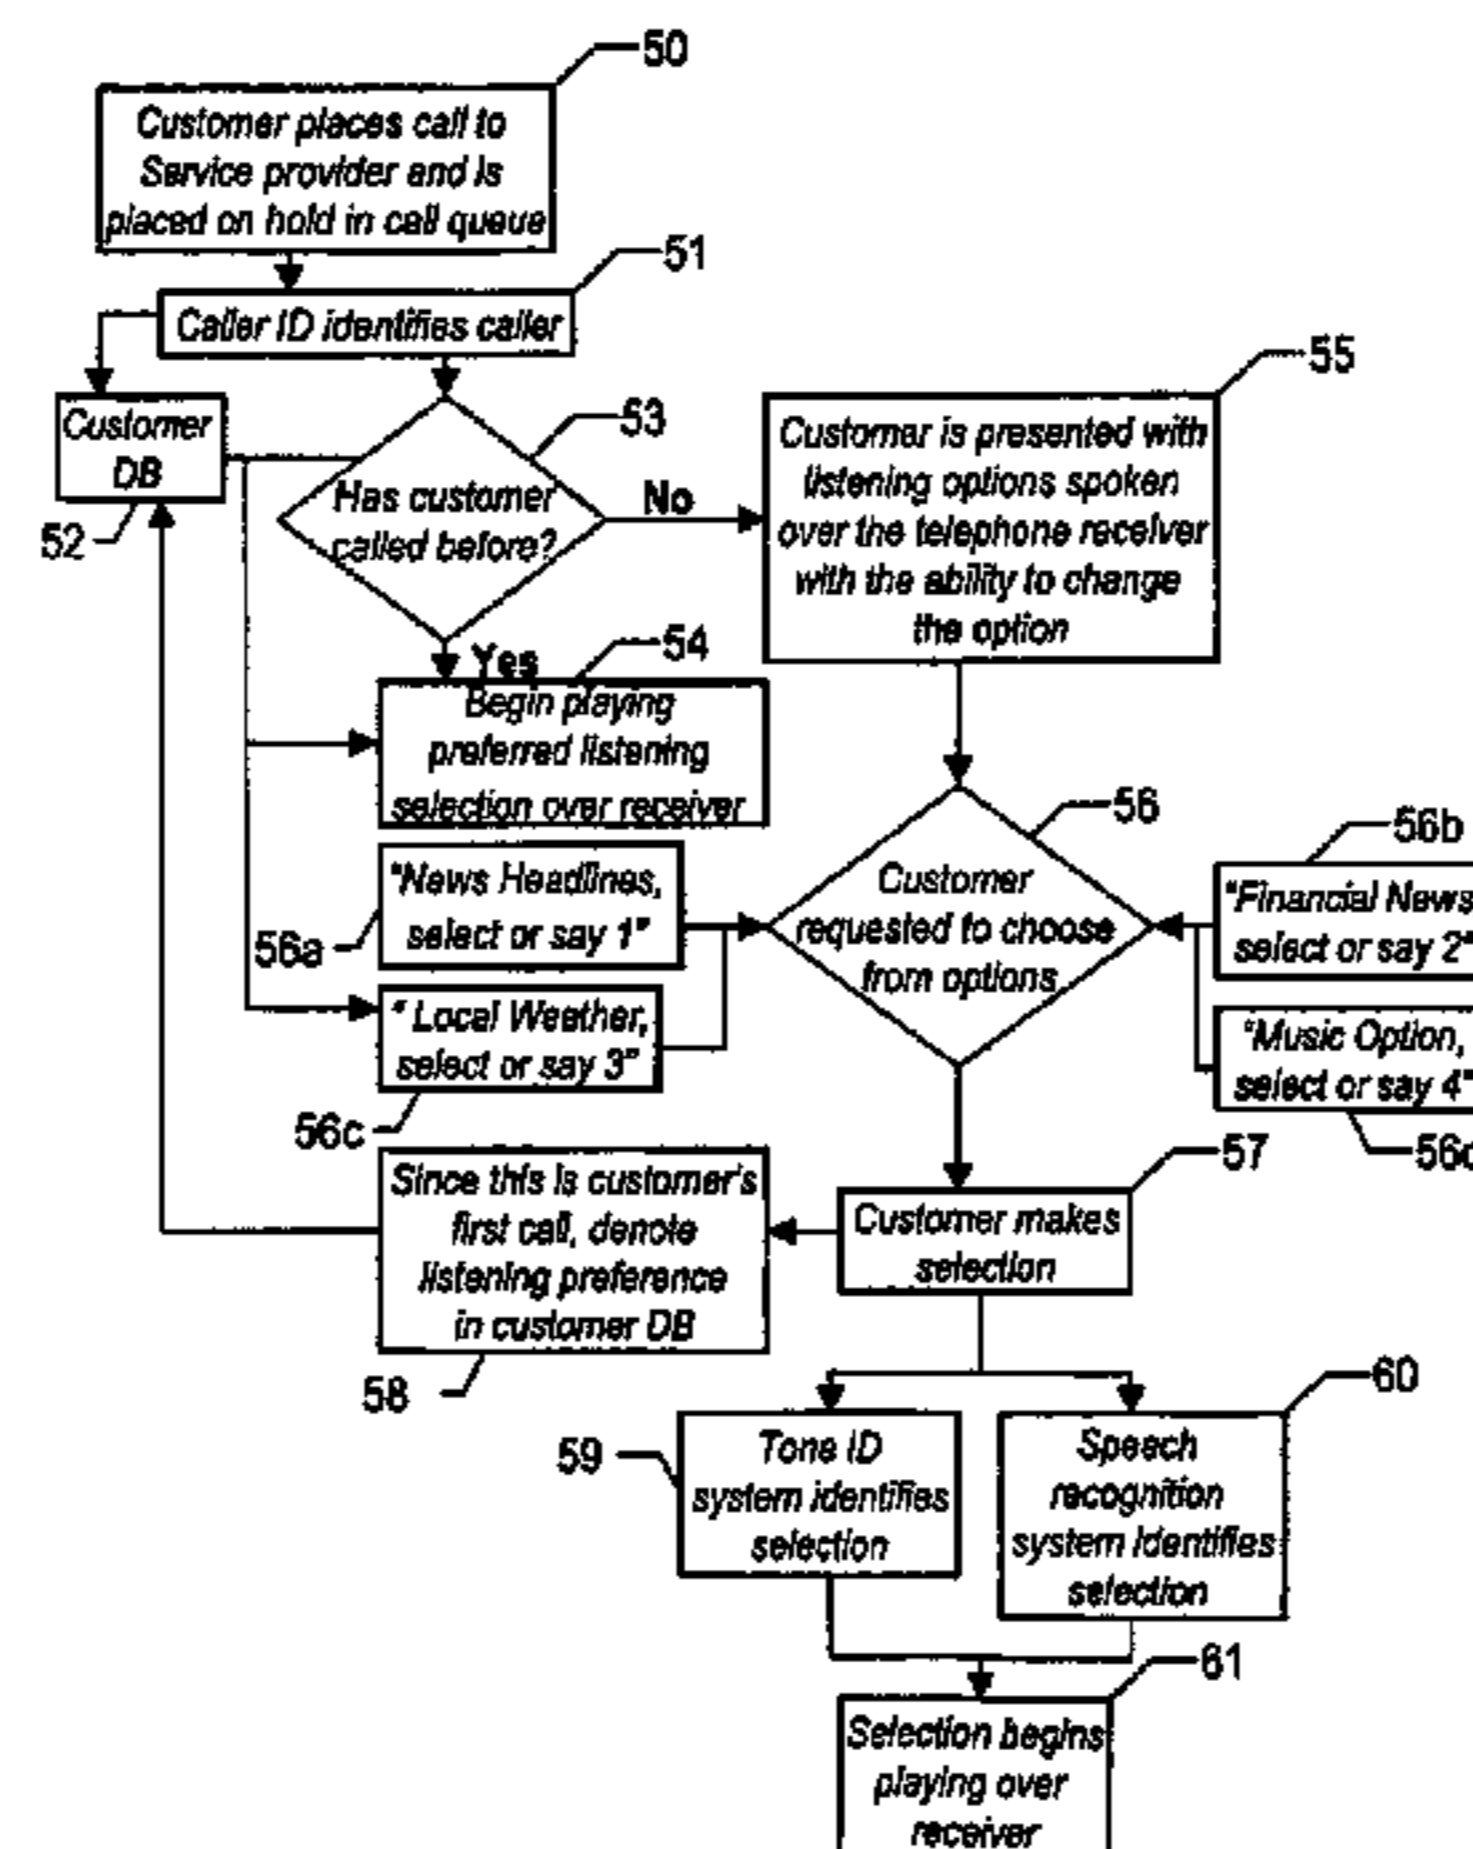 50
Customer places call to
Service provider and is
placed on hold in call queue
51
Caller ID identifies caller
Customer
DB
52
53
Has customer
called before?
No
Yes
55
Customer is presented with
listening options spoken
over the telephone receiver
with the ability to change
the option
54
Begin playing
preferred listening
selection over receiver
56
Customer
requested to choose
from options
"News Headlines,
select or say 1"
56a
56b
"Financial News
select or say 2"
" Local Weather,
select or say 3"
56c
"Music Option,
select or say 4"
57
Customer makes
selection
Since this is customer's
first call, denote
listening preference
in customer DB
58
59
Tone ID
system identifies
selection
60
Speech
recognition
system identifies
selection
61
Selection begins
playing over
receiver